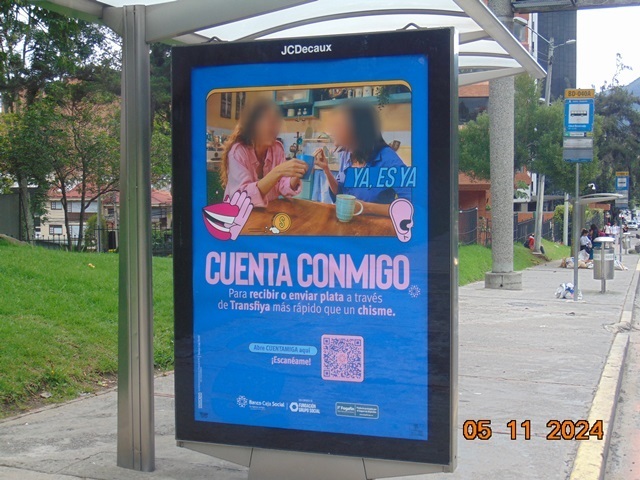 JCDecaux
YA, ES YA
CUENTA CONMIGO
Para recibir o enviar plata a través
de Transfiya más rápido que un chisme.
Abre CUENTAMIGA aquí
¡Escanéame!
Banco Caja Social
FUNDACIÓN
GRUPO SOCIAL
05 11 2024